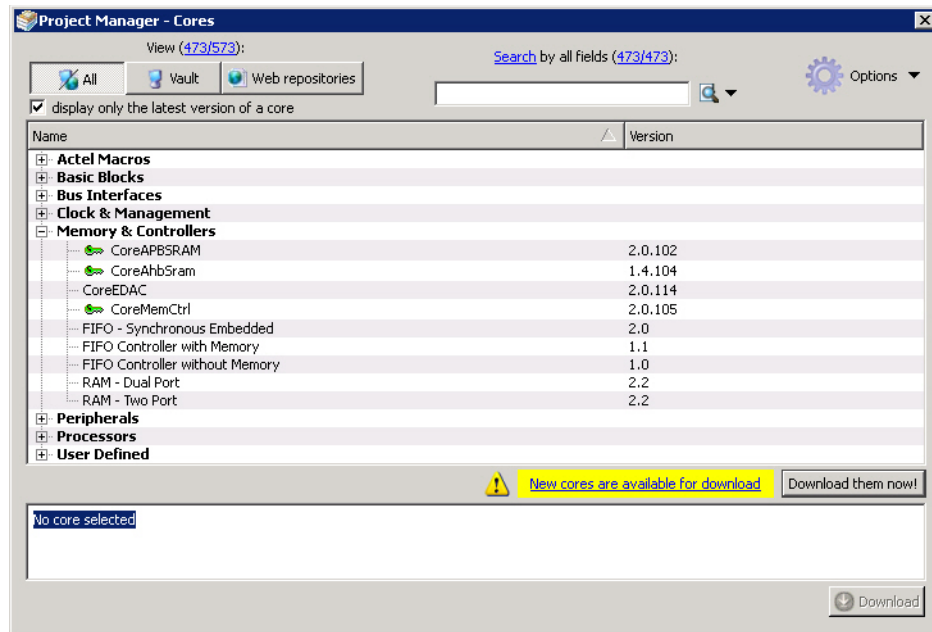 Project Manager - Cores
View (473/573):
Search by all fields (473/473):
All
Vault
Web repositories
Options
display only the latest version of a core
Name Version
Actel Macros
Basic Blocks
Bus Interfaces
Clock & Management
Memory & Controllers
CoreAPBSRAM 2.0.102
CoreAhbSram 1.4.104
CoreEDAC 2.0.114
CoreMemCtrl 2.0.105
FIFO - Synchronous Embedded 2.0
FIFO Controller with Memory 1.1
FIFO Controller without Memory 1.0
RAM - Dual Port 2.2
RAM - Two Port 2.2
Peripherals
Processors
User Defined
New cores are available for download
Download them now!
No core selected
Download